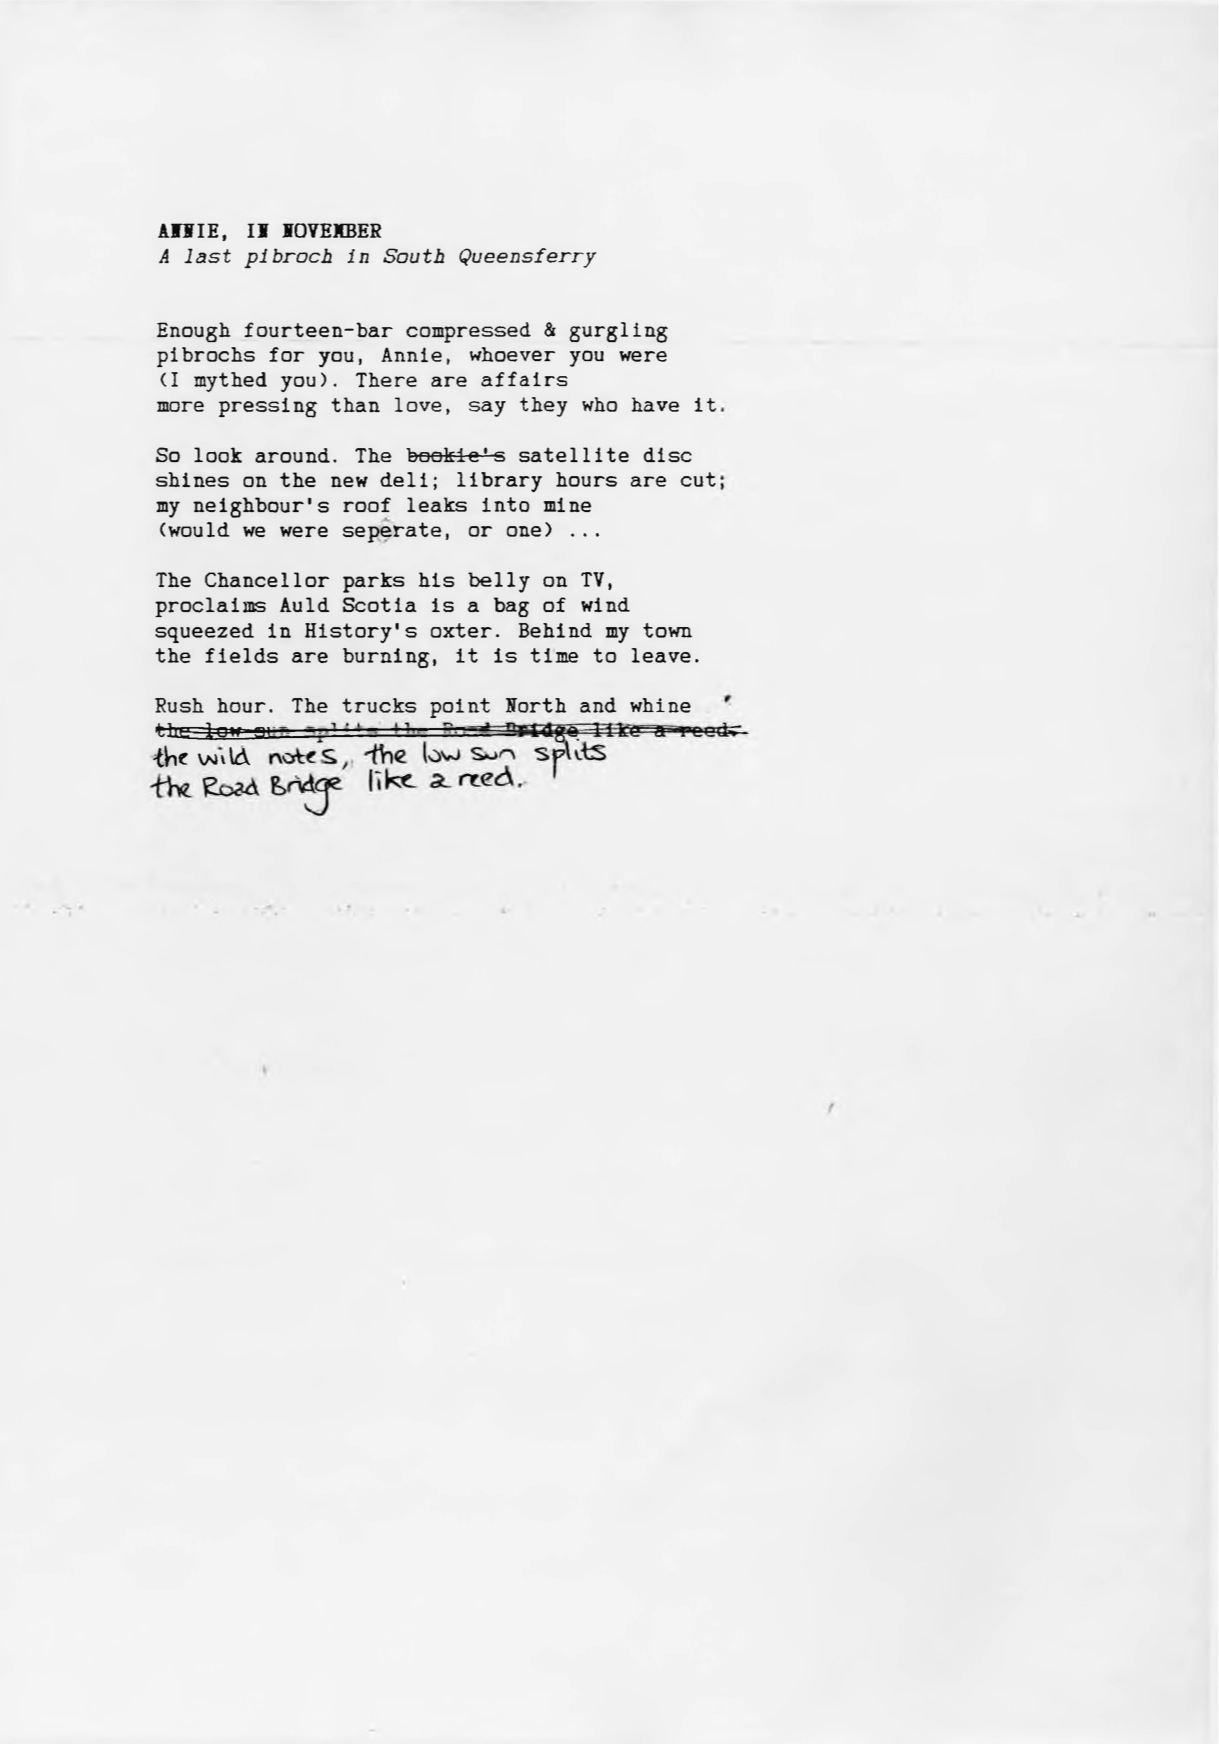 ANNIE, IN NOVEMBER
A last pibroch in South Queensferry
Enough fourteen-bar compressed & gurgling
pibrochs for you, Annie, whoever you were
(I mythed you). There are affairs
more pressing than love, say they who have it.
So look around. The bookie's satellite disc
shines on the new deli; library hours are cut;
my neighbour's roof leaks into mine
(would we were seperate, or one) ...
The Chancellor parks his belly on TV,
proclaims Auld Scotia is a bag of wind
squeezed in History's oxter. Behind my town
the fields are burning, it is time to leave.
Rush hour. The trucks point North and whine
the low sun splits the Road Bridge like a reed.
the wild notes, the low sun splits
the Road Bridge like a reed.